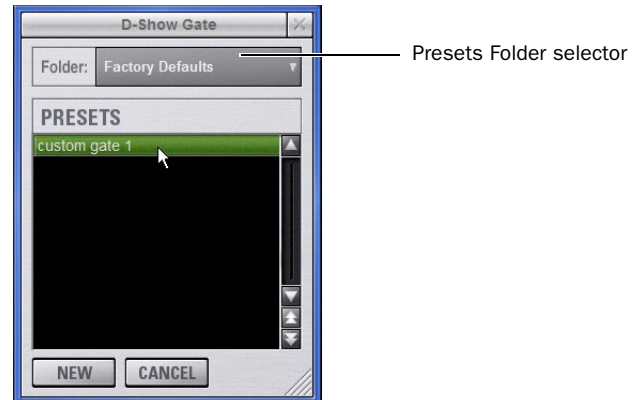 D-Show Gate
Folder: Factory Defaults
Presets Folder selector
PRESETS
custom gate 1
NEW CANCEL